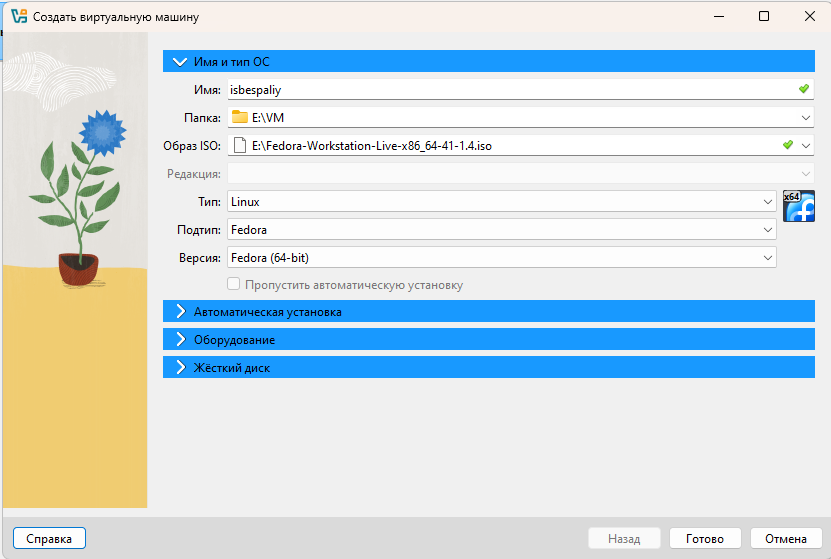 Создать виртуальную машину
Имя и тип ОС
Имя: isbespaliy
Папка: E:\VM
Образ ISO: E:\Fedora-Workstation-Live-x86_64-41-1.4.iso
Редакция:
Тип: Linux
x64
Подтип: Fedora
Версия: Fedora (64-bit)
Пропустить автоматическую установку
Автоматическая установка
Оборудование
Жёсткий диск
Справка Назад Готово Отмена